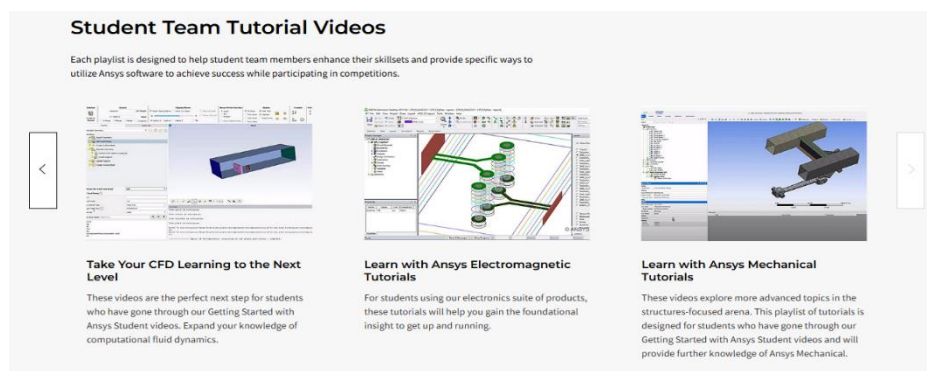 Student Team Tutorial Videos
Each playlist is designed to help student team members enhance their skillsets and provide specific ways to
utilize Ansys software to achieve success while participating in competitions.
Take Your CFD Learning to the Next
Level
These videos are the perfect next step for students
who have gone through our Getting Started with
Ansys Student videos. Expand your knowledge of
computational fluid dynamics.
Learn with Ansys Electromagnetic
Tutorials
For students using our electronics suite of products,
these tutorials will help you gain the foundational
insight to get up and running.
Learn with Ansys Mechanical
Tutorials
These videos explore more advanced topics in the
structures-focused arena. This playlist of tutorials is
designed for students who have gone through our
Getting Started with Ansys Student videos and will
provide further knowledge of Ansys Mechanical.